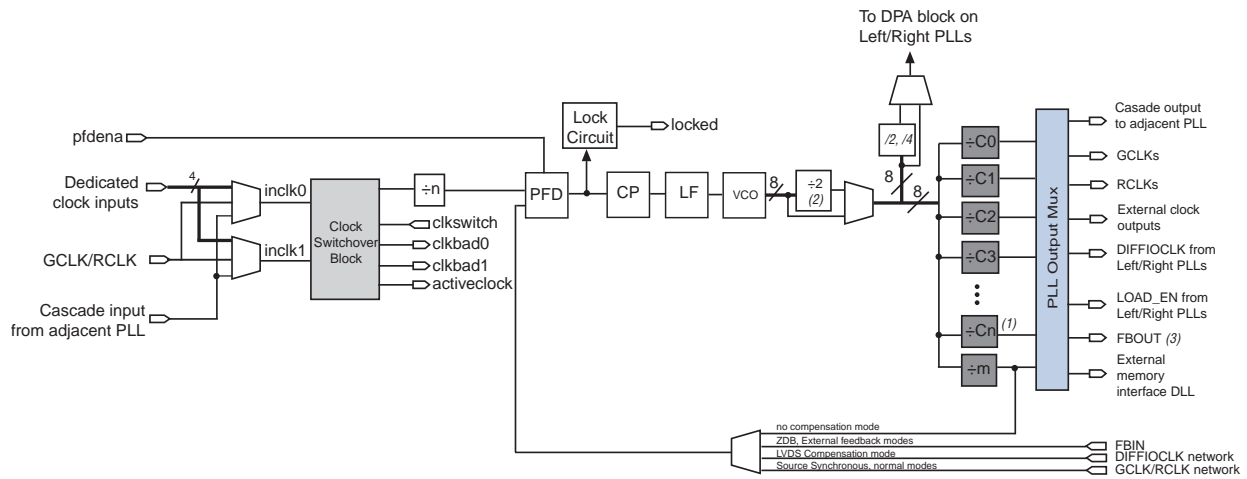 To DPA block on
Left/Right PLLs
pfdena
Lock
Circuit
locked
/2, /4
Casade output
to adjacent PLL
÷C0
4
inclk0
Dedicated
clock inputs
÷n
PFD
CP
LF
VCO
8
÷2
(2)
8
8
÷C1
GCLKs
RCLKs
Clock
Switchover
Block
clkswitch
clkbad0
clkbad1
activeclock
÷C2
External clock
outputs
inclk1
GCLK/RCLK
÷C3
PLL Output Mux
DIFFIOCLK from
Left/Right PLLs
Cascade input
from adjacent PLL
LOAD_EN from
Left/Right PLLs
÷Cn
(1)
FBOUT (3)
÷m
External
memory
interface DLL
no compensation mode
ZDB, External feedback modes
FBIN
LVDS Compensation mode
DIFFIOCLK network
Source Synchronous, normal modes
GCLK/RCLK network